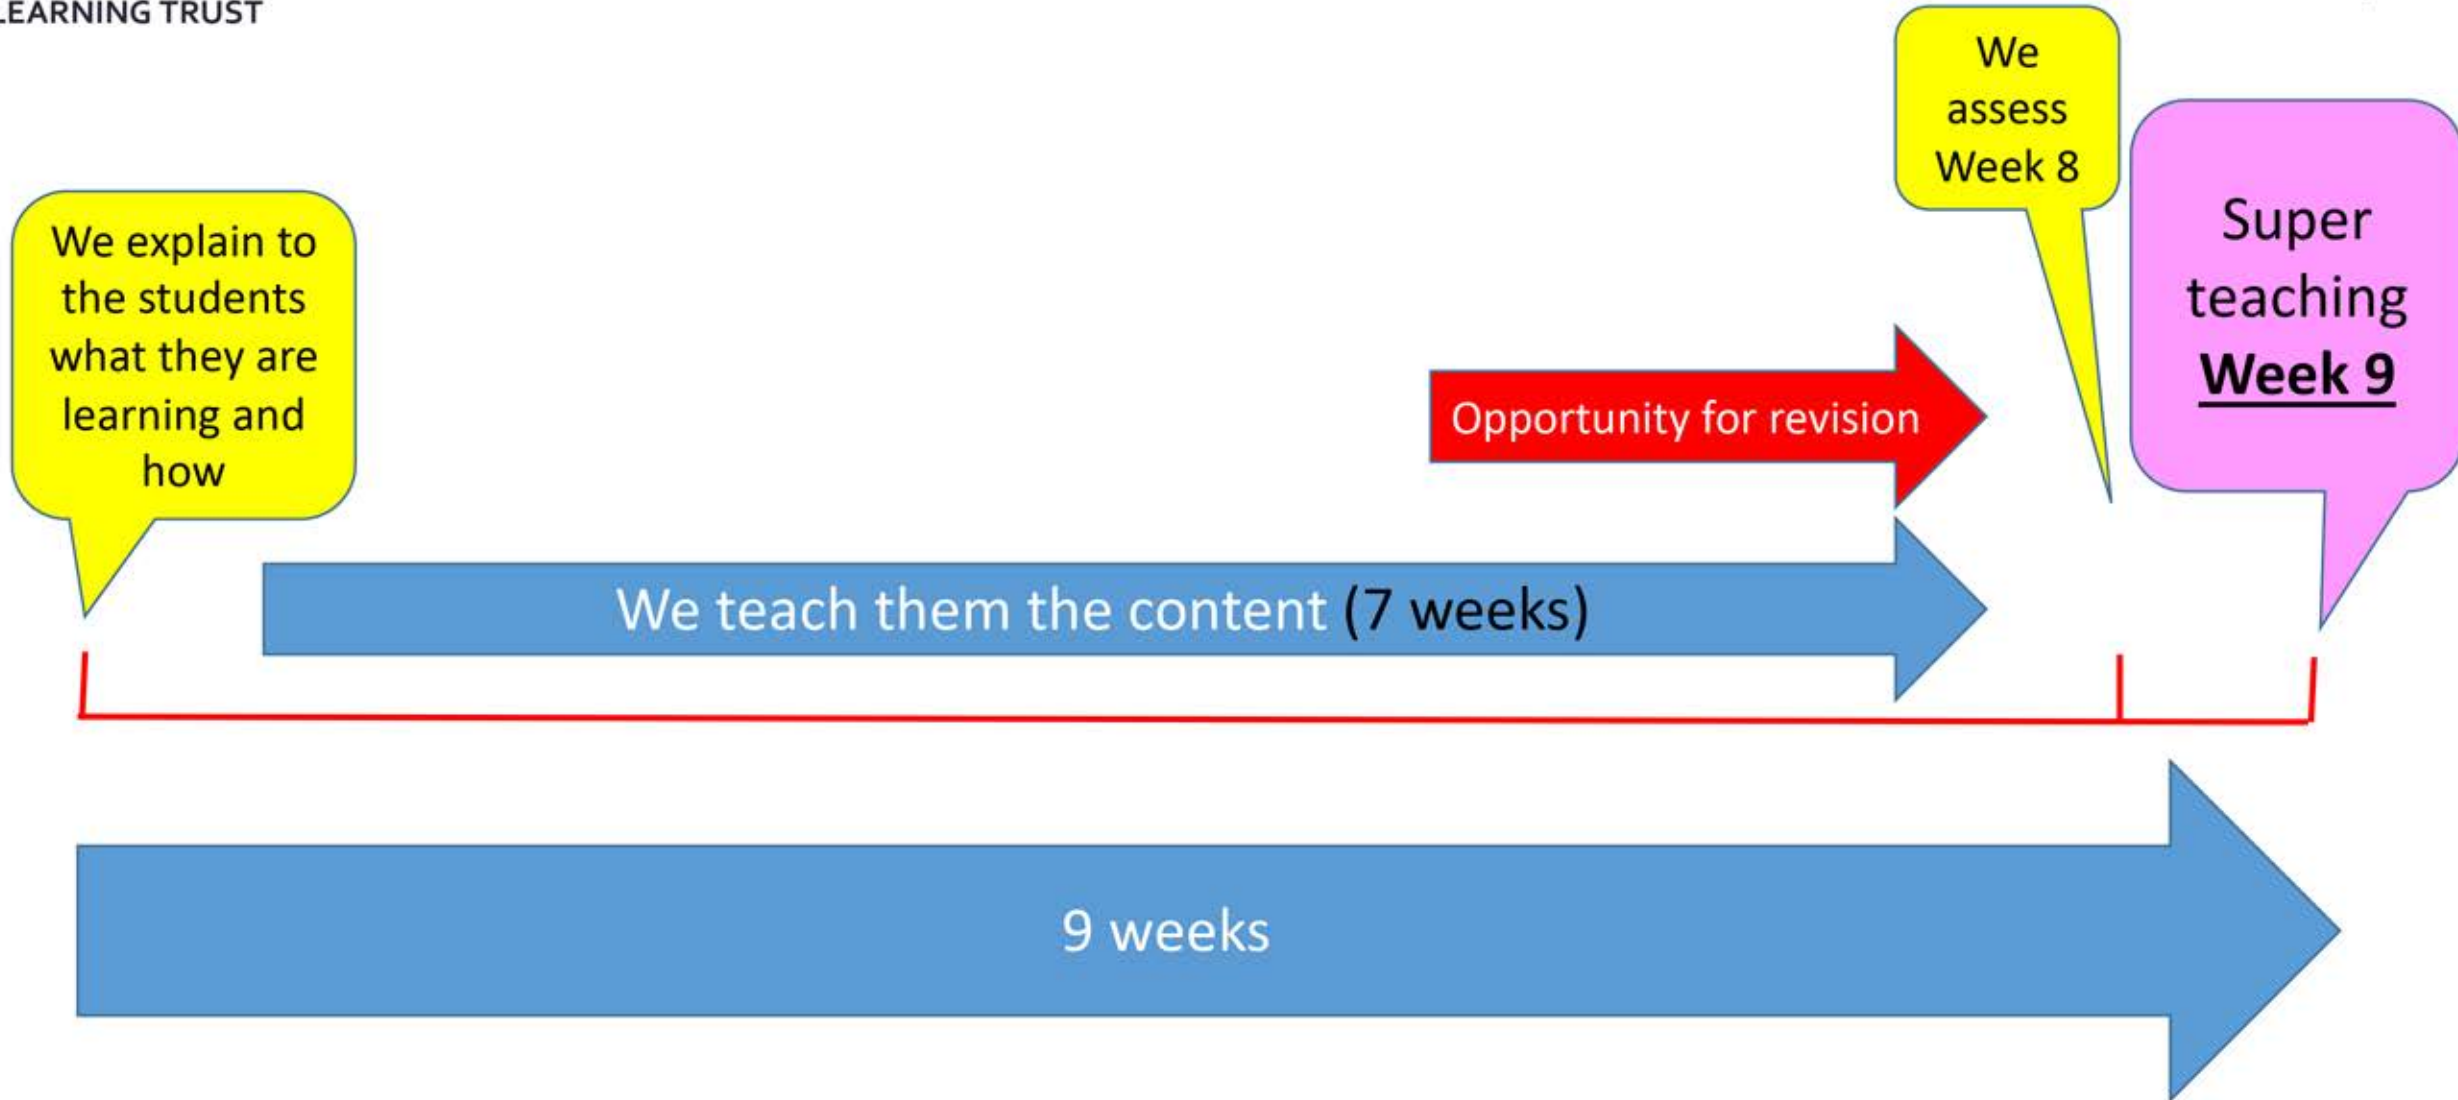 LEARNING TRUST
We
assess
Week 8
Super
teaching
Week 9
We explain to
the students
what they are
learning and
how
Opportunity for revision
We teach them the content (7 weeks)
9 weeks